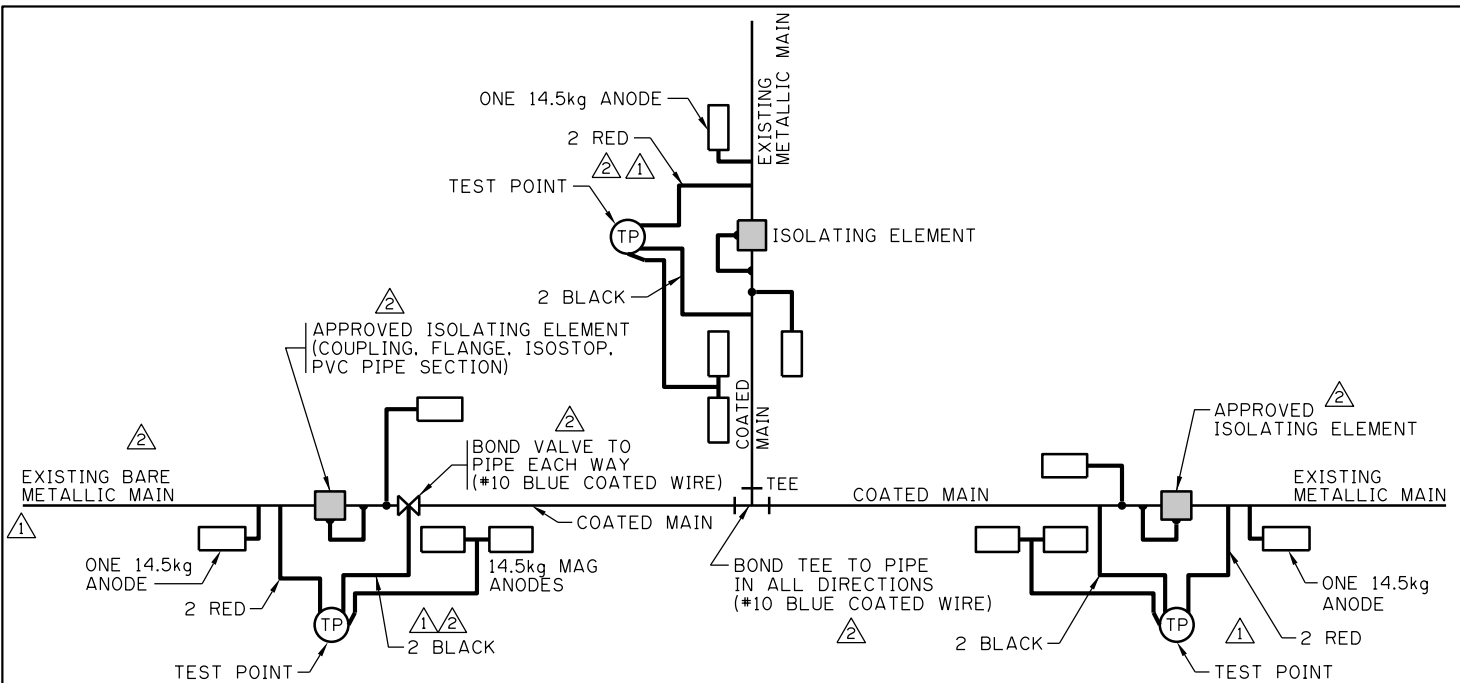 EXISTING
METALLIC MAIN
ONE 14.5kg ANODE
2 RED
2 1
TEST POINT
TP
ISOLATING ELEMENT
2 BLACK
2
APPROVED ISOLATING ELEMENT
(COUPLING, FLANGE, ISOSTOP,
PVC PIPE SECTION)
COATED
MAIN
2
APPROVED
ISOLATING ELEMENT
2
BOND VALVE TO
PIPE EACH WAY
(#10 BLUE COATED WIRE)
2
EXISTING BARE
METALLIC MAIN
1
TEE
COATED MAIN
EXISTING
METALLIC MAIN
COATED MAIN
ONE 14.5kg
ANODE
2 RED
14.5kg MAG
ANODES
1 2
2 BLACK
TP
TEST POINT
BOND TEE TO PIPE
IN ALL DIRECTIONS
(#10 BLUE COATED WIRE)
2
2 BLACK
TP
1
2 RED
ONE 14.5kg
ANODE
TEST POINT